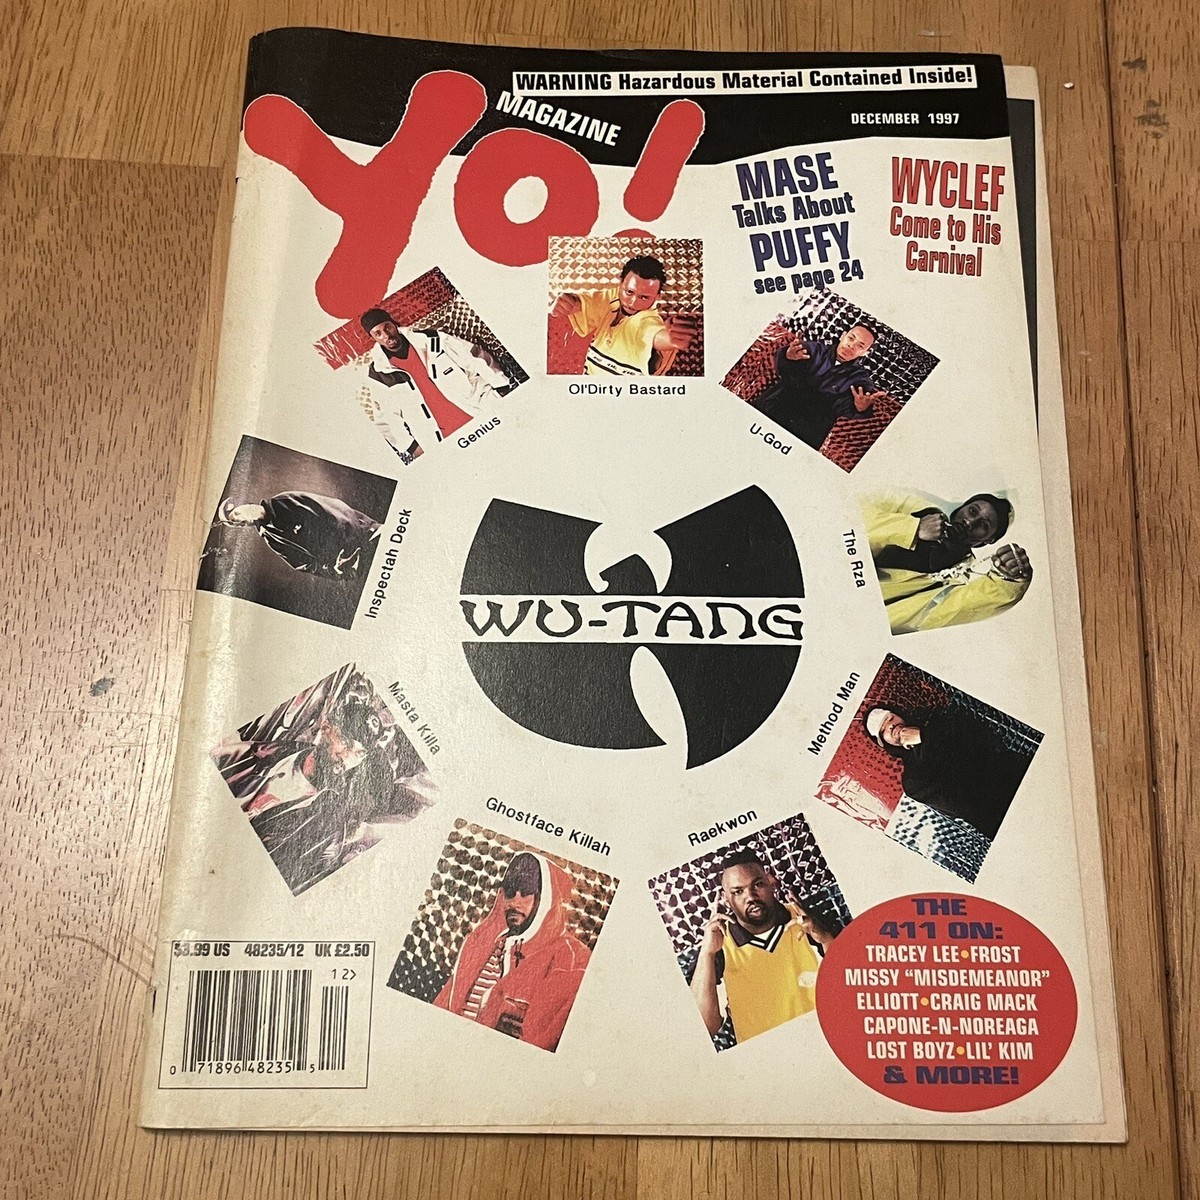 WARNING Hazardous Material Contained Inside!
YO!
MAGAZINE
DECEMBER 1997
MASE
Talks About
PUFFY
see page 24
WYCLEF
Come to His
Carnival
Ol'Dirty Bastard
Genius
U-God
Inspectah Deck
The Rza
WU-TANG
Masta Killa
Method Man
Ghostface Killah
Raekwon
THE
411 ON:
TRACEY LEE•FROST
MISSY "MISDEMEANOR"
ELLIOTT•CRAIG MACK
CAPONE-N-NOREAGA
LOST BOYZ•LIL' KIM
& MORE!
$3.99 US 48235/12 UK £2.50
12>
0 71896 48235 5